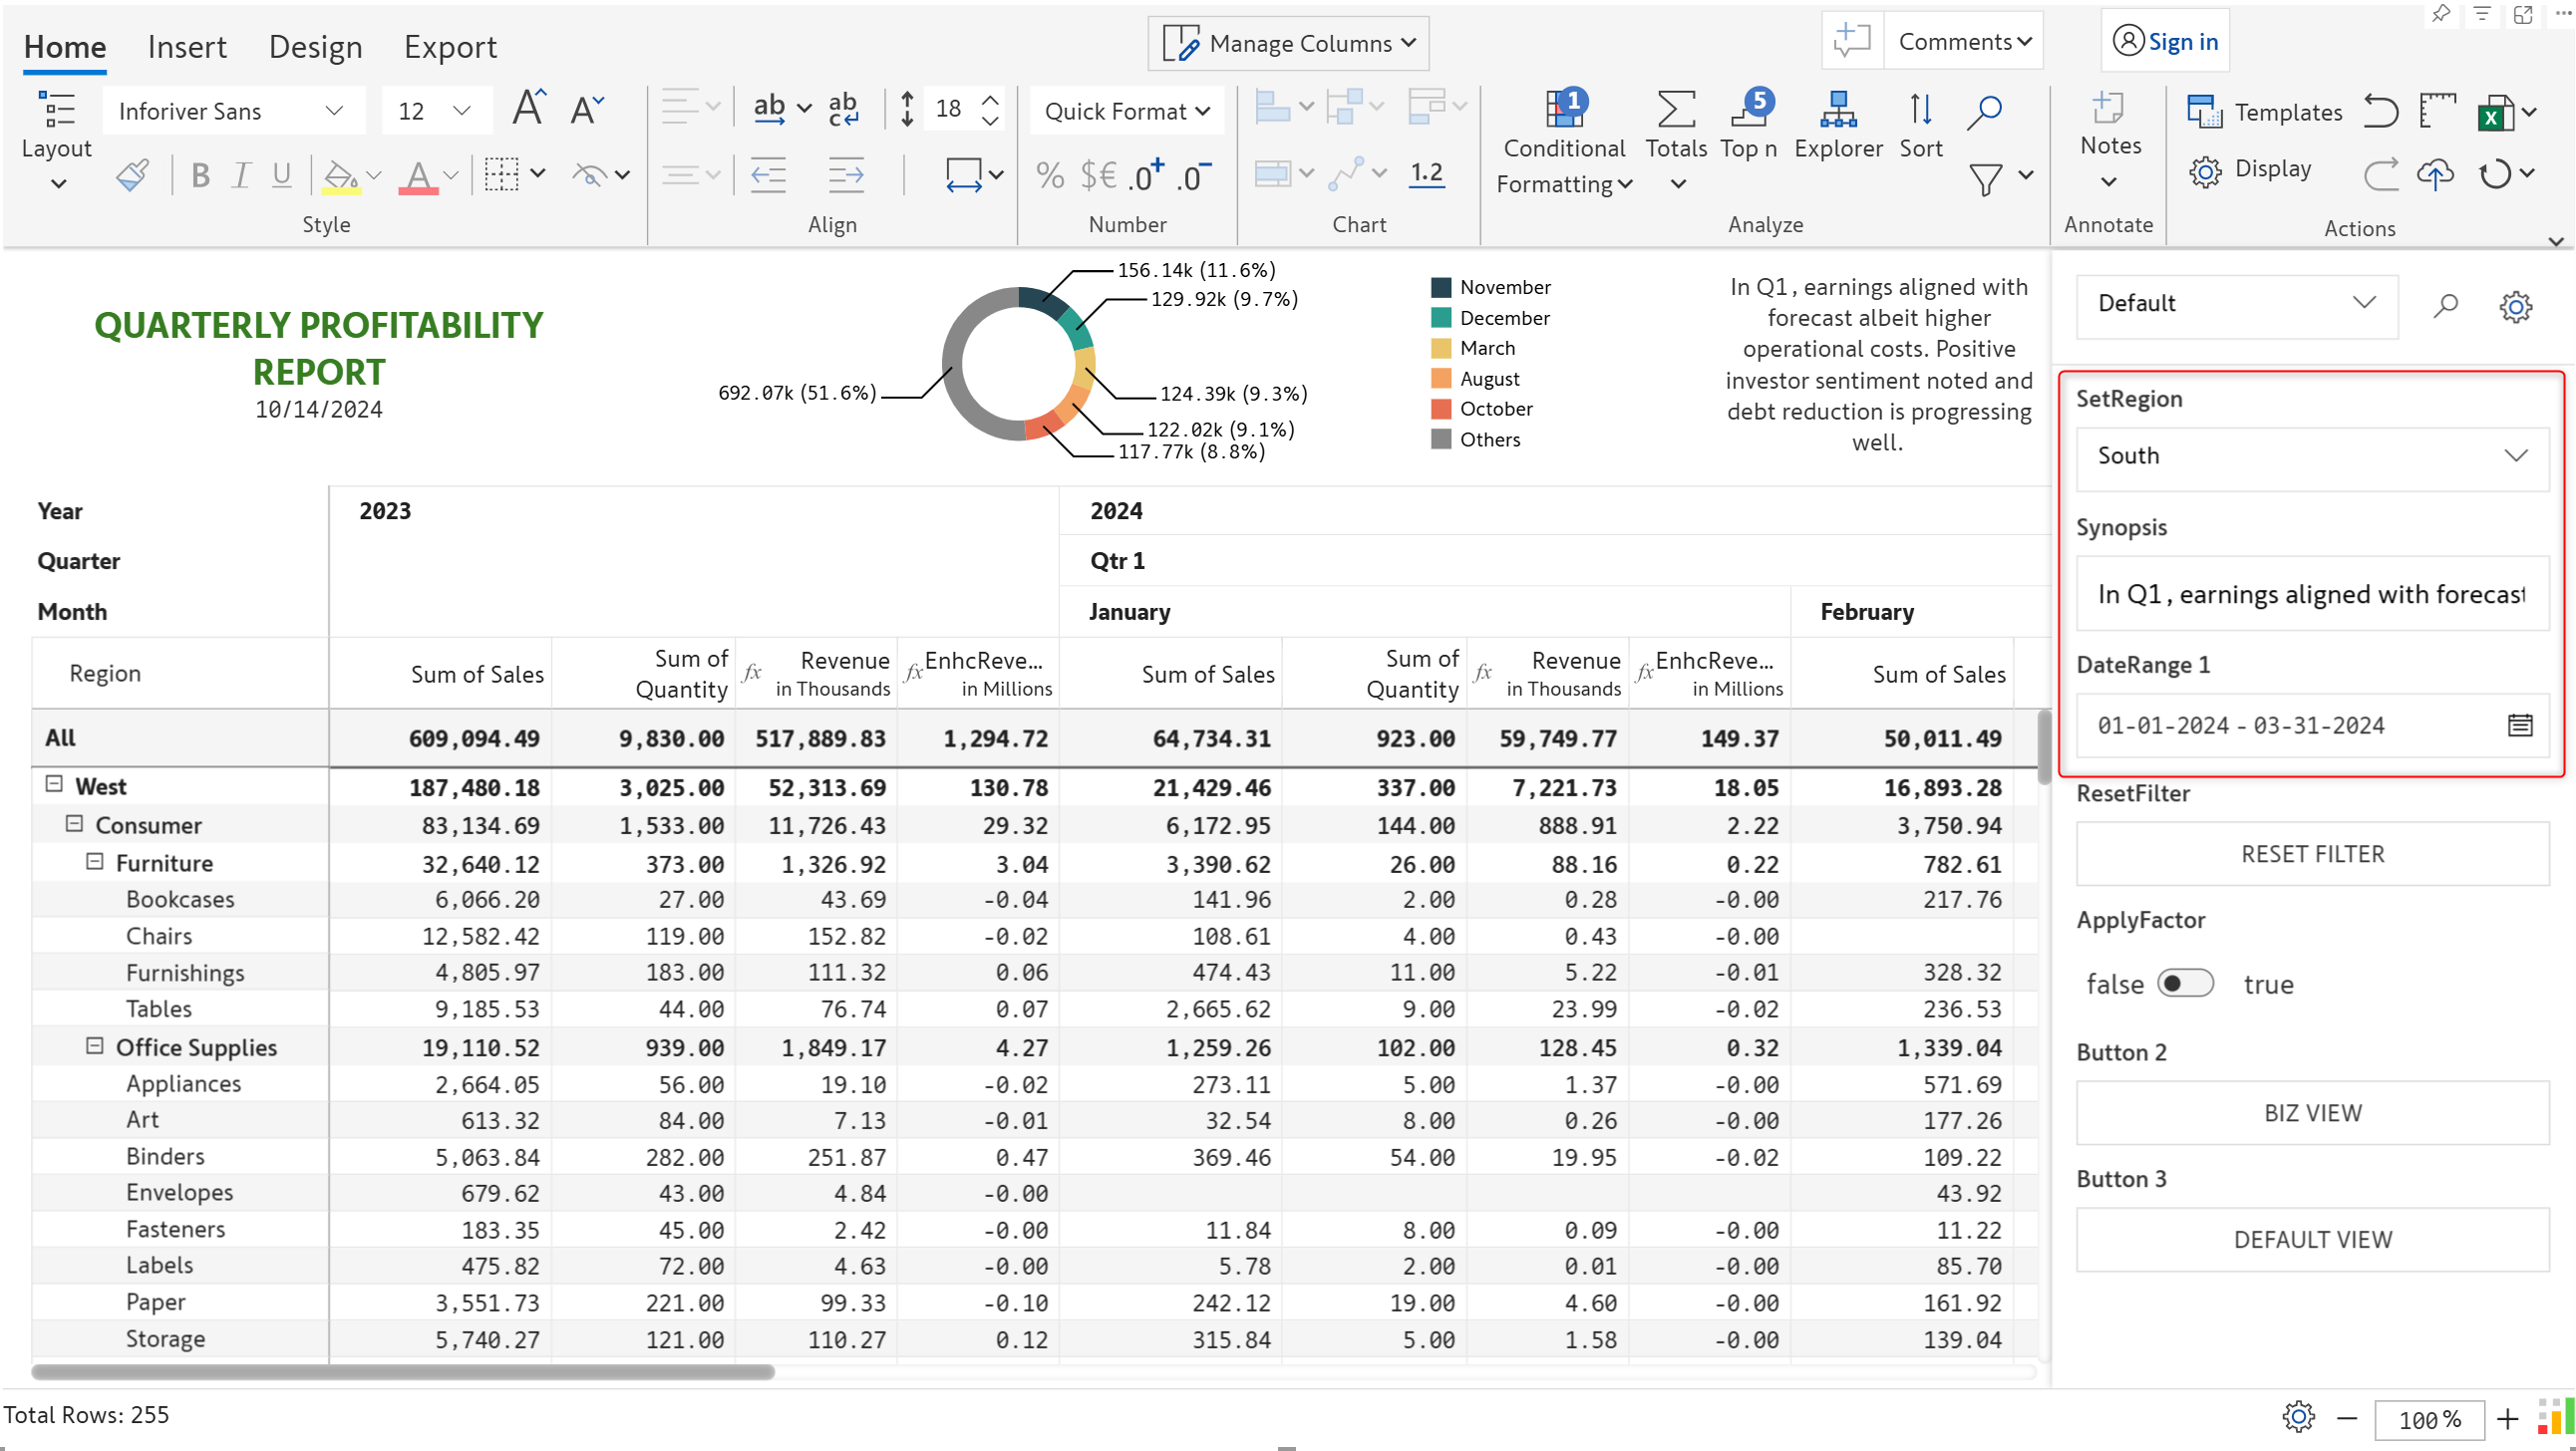 Home Insert Design Export
Manage Columns
Comments
Sign in
Layout
Inforiver Sans 12
B I U A
Style
ab ab c 18
Align
Quick Format
% $€ .0+ .0-
Number
1.2
Chart
1 5
Conditional Formatting Totals Top n Explorer Sort
Analyze
Notes
Annotate
Templates
Display
Actions
QUARTERLY PROFITABILITY
REPORT
10/14/2024
156.14k (11.6%)
129.92k (9.7%)
124.39k (9.3%)
122.02k (9.1%)
117.77k (8.8%)
692.07k (51.6%)
November
December
March
August
October
Others
In Q1, earnings aligned with
forecast albeit higher
operational costs. Positive
investor sentiment noted and
debt reduction is progressing
well.
Year 2023 2024
Quarter Qtr 1
Month January February
Region Sum of Sales Sum of Quantity fx Revenue in Thousands fx EnhcReve... in Millions Sum of Sales Sum of Quantity fx Revenue in Thousands fx EnhcReve... in Millions Sum of Sales
All 609,094.49 9,830.00 517,889.83 1,294.72 64,734.31 923.00 59,749.77 149.37 50,011.49
West 187,480.18 3,025.00 52,313.69 130.78 21,429.46 337.00 7,221.73 18.05 16,893.28
Consumer 83,134.69 1,533.00 11,726.43 29.32 6,172.95 144.00 888.91 2.22 3,750.94
Furniture 32,640.12 373.00 1,326.92 3.04 3,390.62 26.00 88.16 0.22 782.61
Bookcases 6,066.20 27.00 43.69 -0.04 141.96 2.00 0.28 -0.00 217.76
Chairs 12,582.42 119.00 152.82 -0.02 108.61 4.00 0.43 -0.00
Furnishings 4,805.97 183.00 111.32 0.06 474.43 11.00 5.22 -0.01 328.32
Tables 9,185.53 44.00 76.74 0.07 2,665.62 9.00 23.99 -0.02 236.53
Office Supplies 19,110.52 939.00 1,849.17 4.27 1,259.26 102.00 128.45 0.32 1,339.04
Appliances 2,664.05 56.00 19.10 -0.02 273.11 5.00 1.37 -0.00 571.69
Art 613.32 84.00 7.13 -0.01 32.54 8.00 0.26 -0.00 177.26
Binders 5,063.84 282.00 251.87 0.47 369.46 54.00 19.95 -0.02 109.22
Envelopes 679.62 43.00 4.84 -0.00 43.92
Fasteners 183.35 45.00 2.42 -0.00 11.84 8.00 0.09 -0.00 11.22
Labels 475.82 72.00 4.63 -0.00 5.78 2.00 0.01 -0.00 85.70
Paper 3,551.73 221.00 99.33 -0.10 242.12 19.00 4.60 -0.00 161.92
Storage 5,740.27 121.00 110.27 0.12 315.84 5.00 1.58 -0.00 139.04
Default
SetRegion
South
Synopsis
In Q1, earnings aligned with forecast
DateRange 1
01-01-2024 - 03-31-2024
ResetFilter
RESET FILTER
ApplyFactor
false true
Button 2
BIZ VIEW
Button 3
DEFAULT VIEW
Total Rows: 255
100 %